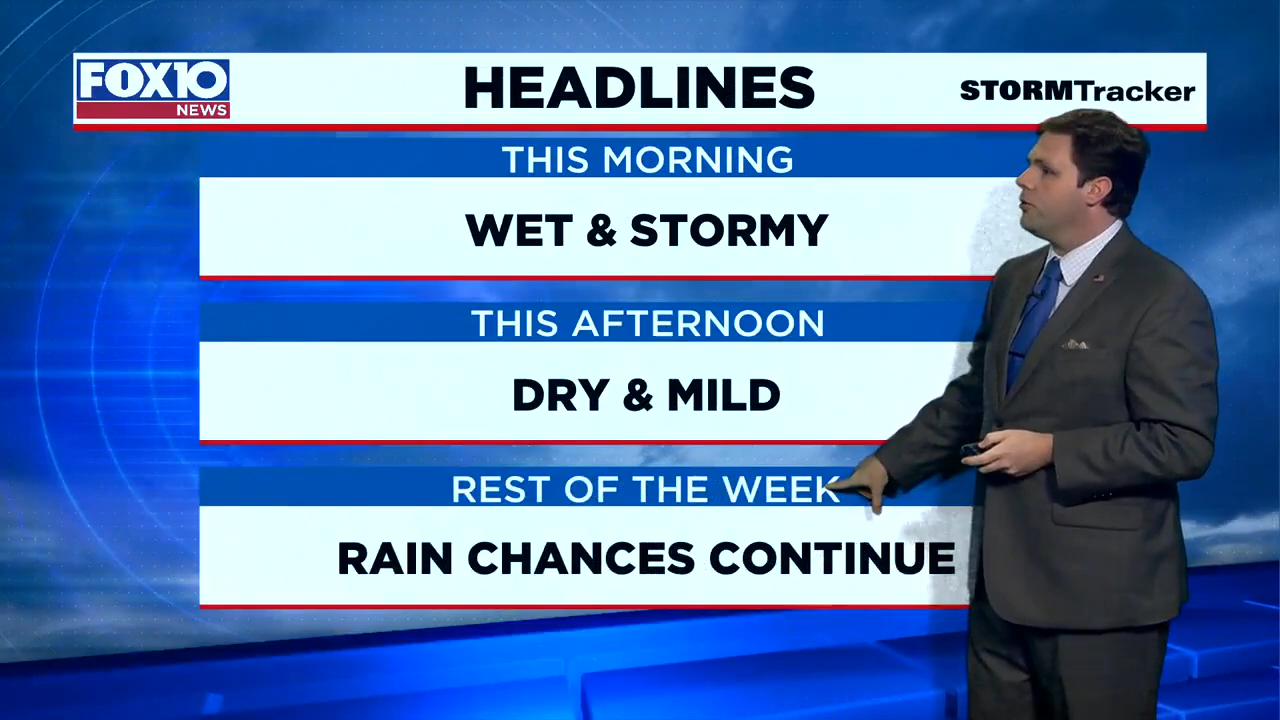 FOX10
NEWS
HEADLINES
STORMTracker
THIS MORNING
WET & STORMY
THIS AFTERNOON
DRY & MILD
REST OF THE WEEK
RAIN CHANCES CONTINUE